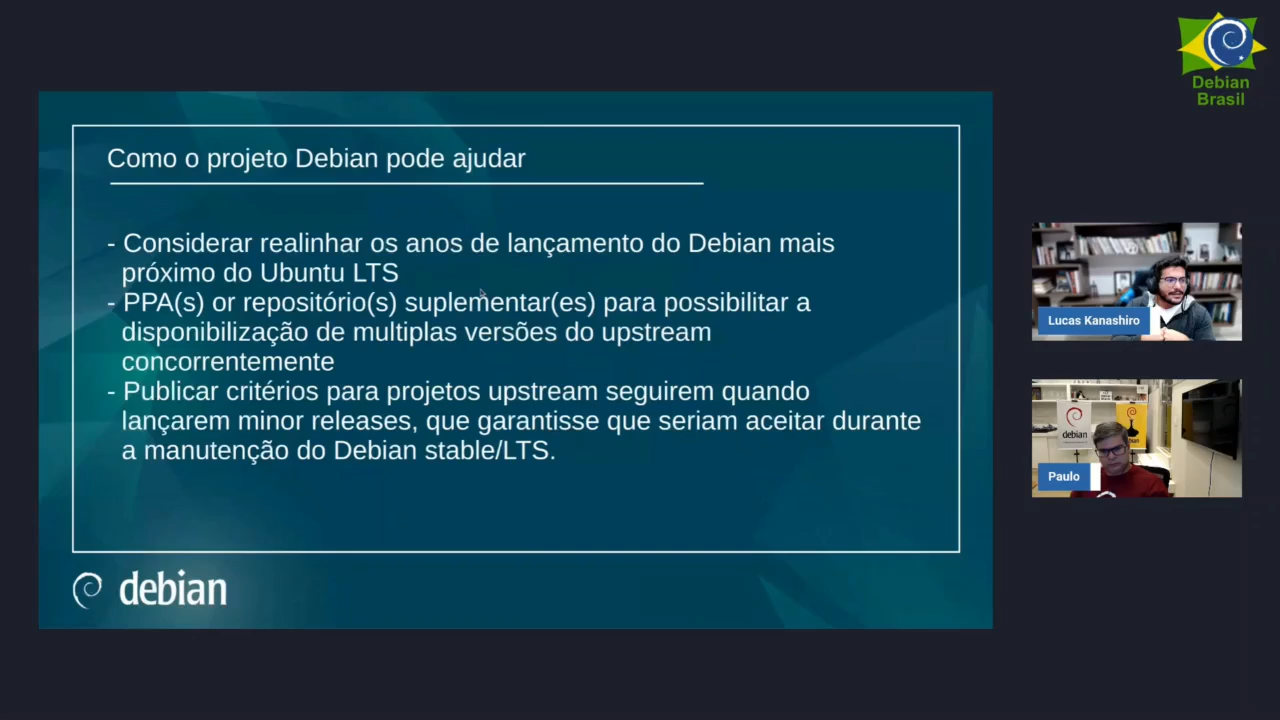 Debian
Brasil
Como o projeto Debian pode ajudar
- Considerar realinhar os anos de lançamento do Debian mais
próximo do Ubuntu LTS
- PPA(s) or repositório(s) suplementar(es) para possibilitar a
disponibilização de multiplas versões do upstream
concorrentemente
- Publicar critérios para projetos upstream seguirem quando
lançarem minor releases, que garantisse que seriam aceitar durante
a manutenção do Debian stable/LTS.
debian
Lucas Kanashiro
debian
Paulo